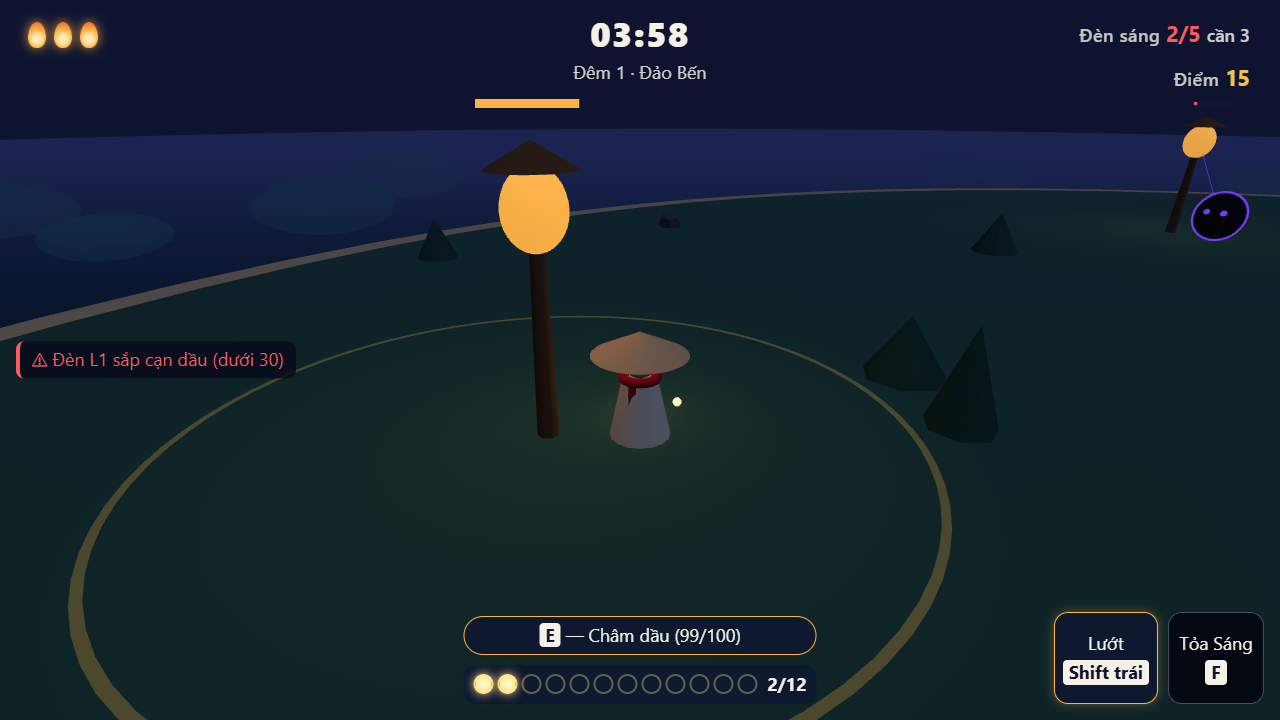 03:58
Đêm 1 · Đảo Bến
Đèn sáng 2/5 cần 3
Điểm 15
⚠ Đèn L1 sắp cạn dầu (dưới 30)
E — Châm dầu (99/100)
2/12
Lướt
Shift trái
Tỏa Sáng
F